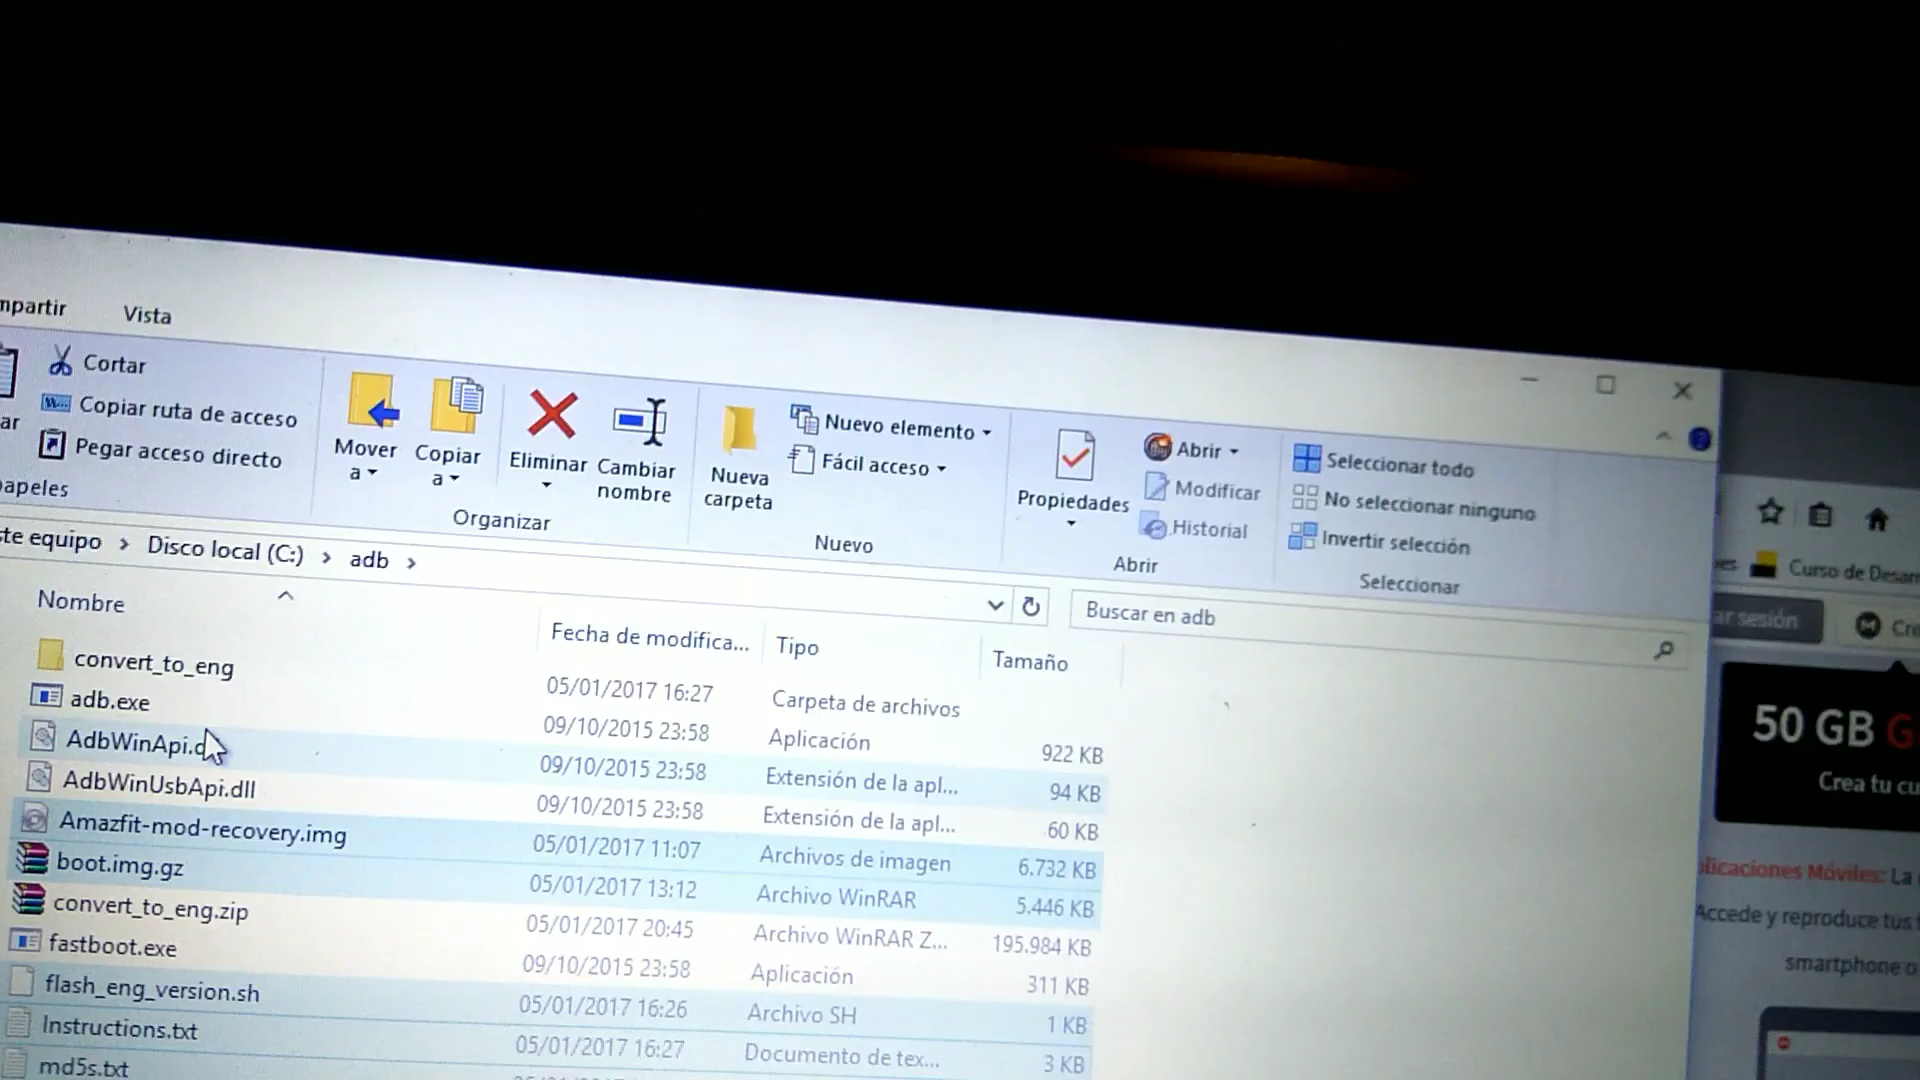 mpartir
Vista
Cortar
Copiar ruta de acceso
Pegar acceso directo
ar
apeles
Mover
a
Copiar
a
Eliminar
Cambiar
nombre
Organizar
Nueva
carpeta
Nuevo elemento
Fácil acceso
Nuevo
Propiedades
Abrir
Modificar
Historial
Abrir
Seleccionar todo
No seleccionar ninguno
Invertir selección
Seleccionar
te equipo > Disco local (C:) > adb >
Buscar en adb
Nombre
Fecha de modifica...
Tipo
Tamaño
convert_to_eng
05/01/2017 16:27
Carpeta de archivos
adb.exe
09/10/2015 23:58
Aplicación
922 KB
AdbWinApi.d
09/10/2015 23:58
Extensión de la apl...
94 KB
AdbWinUsbApi.dll
09/10/2015 23:58
Extensión de la apl...
60 KB
Amazfit-mod-recovery.img
05/01/2017 11:07
Archivos de imagen
6.732 KB
boot.img.gz
05/01/2017 13:12
Archivo WinRAR
5.446 KB
convert_to_eng.zip
05/01/2017 20:45
Archivo WinRAR Z...
195.984 KB
fastboot.exe
09/10/2015 23:58
Aplicación
311 KB
flash_eng_version.sh
05/01/2017 16:26
Archivo SH
1 KB
Instructions.txt
05/01/2017 16:27
Documento de tex...
3 KB
md5s.txt
es
Curso de Desarr
ar sesión
Cre
50 GB G
Crea tu cu
licaciones Móviles: La
Accede y reproduce tus
smartphone o